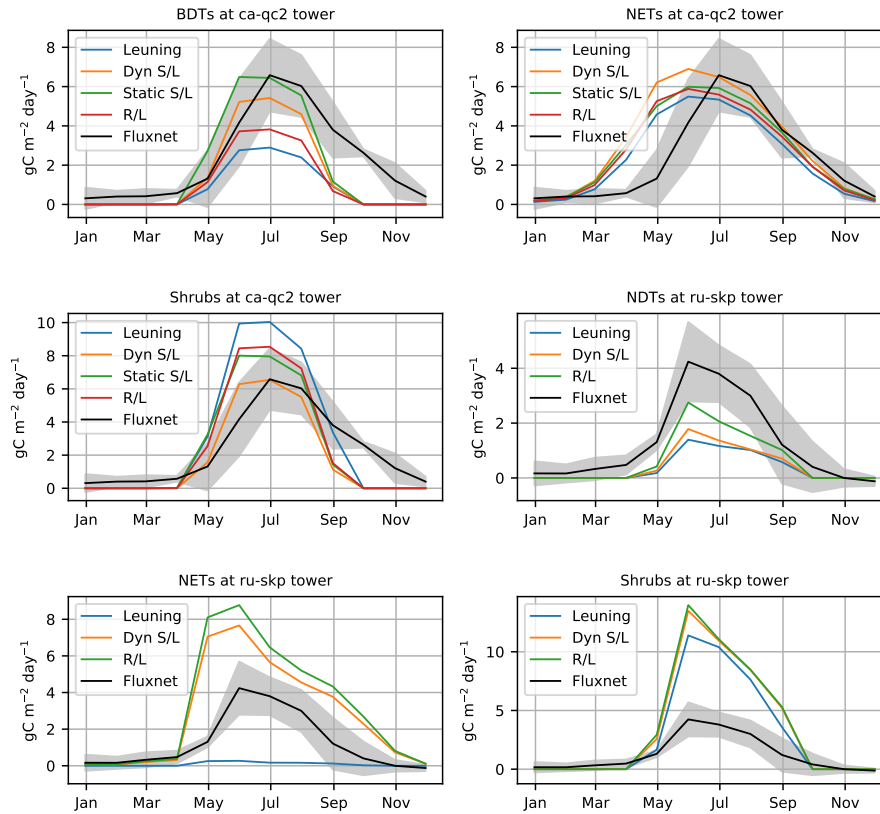 BDTs at ca-qc2 tower
gC m⁻² day⁻¹
8
6
4
2
0
Leuning
Dyn S/L
Static S/L
R/L
Fluxnet
Jan Mar May Jul Sep Nov
NETs at ca-qc2 tower
8
6
4
2
0
Leuning
Dyn S/L
Static S/L
R/L
Fluxnet
Jan Mar May Jul Sep Nov
Shrubs at ca-qc2 tower
gC m⁻² day⁻¹
10
8
6
4
2
0
Leuning
Dyn S/L
Static S/L
R/L
Fluxnet
Jan Mar May Jul Sep Nov
NDTs at ru-skp tower
gC m⁻² day⁻¹
4
2
0
Leuning
Dyn S/L
R/L
Fluxnet
Jan Mar May Jul Sep Nov
NETs at ru-skp tower
gC m⁻² day⁻¹
8
6
4
2
0
Leuning
Dyn S/L
R/L
Fluxnet
Jan Mar May Jul Sep Nov
Shrubs at ru-skp tower
gC m⁻² day⁻¹
10
5
0
Leuning
Dyn S/L
R/L
Fluxnet
Jan Mar May Jul Sep Nov